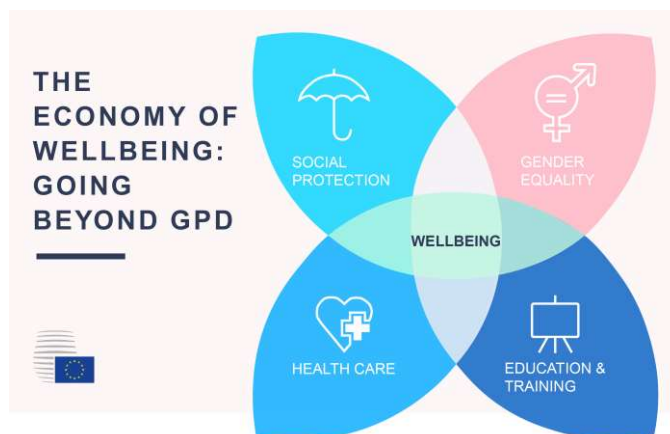 THE
ECONOMY OF
WELLBEING:
GOING
BEYOND GPD
SOCIAL
PROTECTION
GENDER
EQUALITY
WELLBEING
HEALTH CARE
EDUCATION &
TRAINING